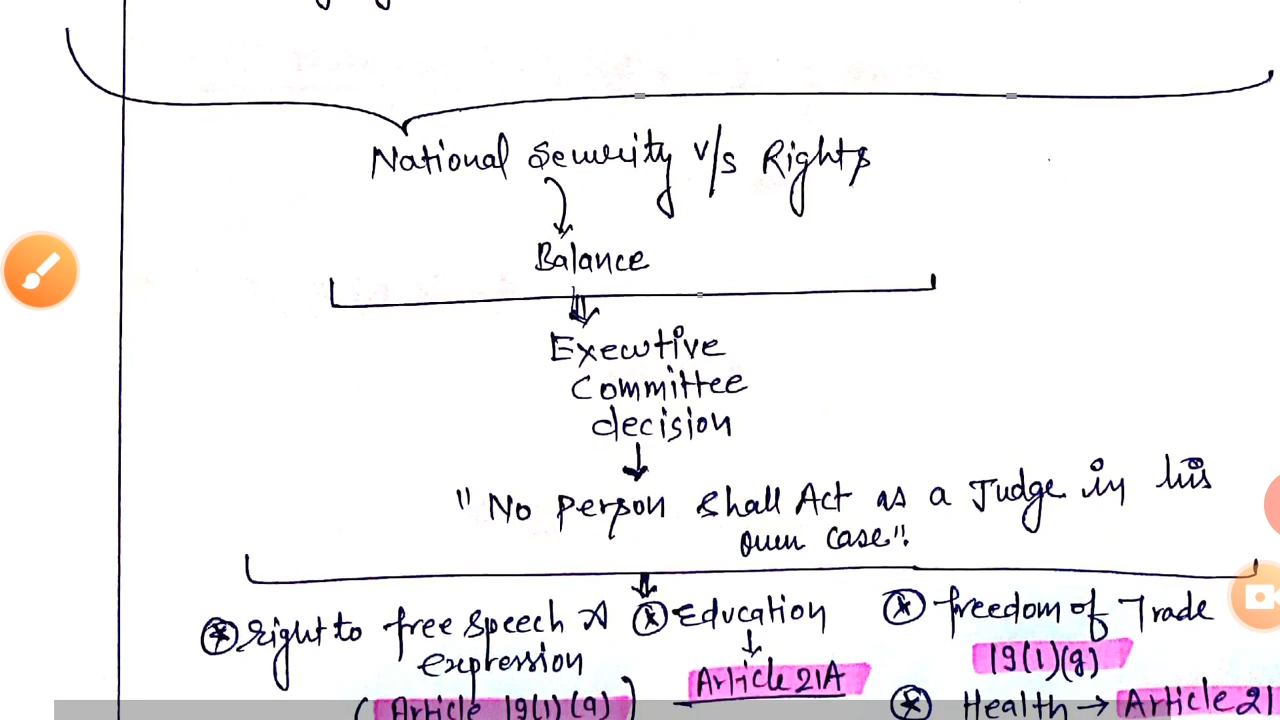 National Security v/s Rights
Balance
Executive
Committee
decision
"No person shall Act as a Judge in his
own case".
right to free speech &
expression
(Article 19(1)(a))
Education
Article 21A
freedom of Trade
19(1)(g)
Health → Article 21